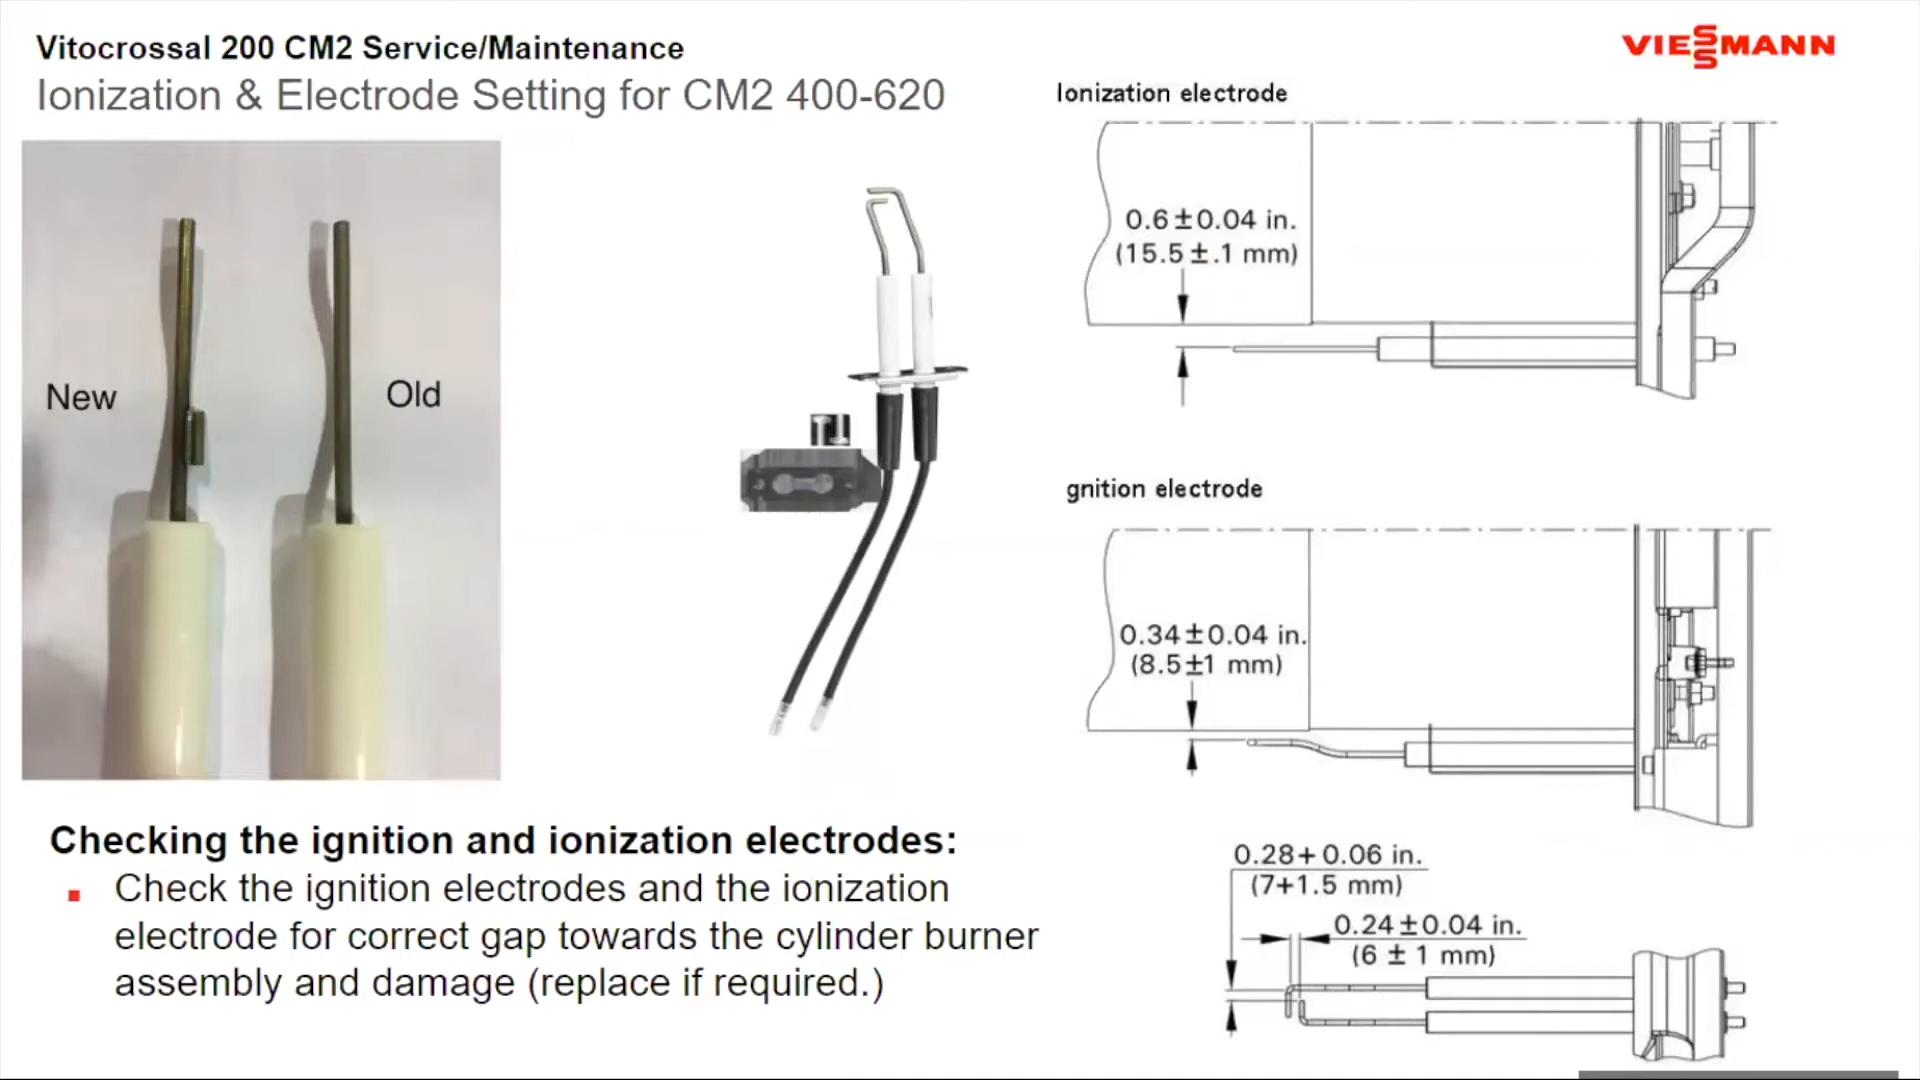 Vitocrossal 200 CM2 Service/Maintenance
Ionization & Electrode Setting for CM2 400-620
VIESSMANN
Ionization electrode
0.6±0.04 in.
(15.5±.1 mm)
New
Old
gnition electrode
0.34±0.04 in.
(8.5±1 mm)
Checking the ignition and ionization electrodes:
Check the ignition electrodes and the ionization
electrode for correct gap towards the cylinder burner
assembly and damage (replace if required.)
0.28+0.06 in.
(7+1.5 mm)
0.24±0.04 in.
(6 ± 1 mm)